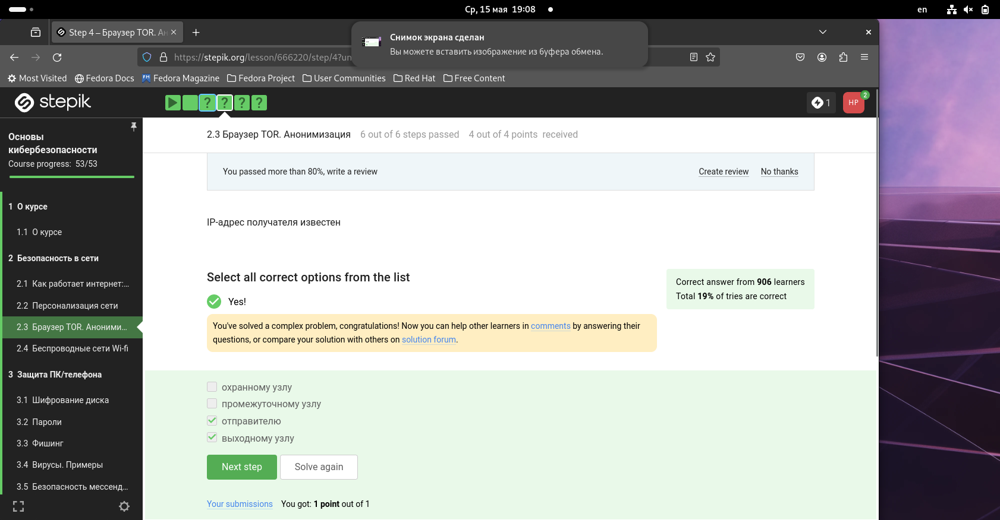 Ср, 15 мая 19:08
en
Step 4 – Браузер TOR. Ан
Снимок экрана сделан
Вы можете вставить изображение из буфера обмена.
https://stepik.org/lesson/666220/step/4?un
Most Visited Fedora Docs Fedora Magazine Fedora Project User Communities Red Hat Free Content
stepik
? ? ? ?
1
HP
2
Основы
кибербезопасности
Course progress: 53/53
1 О курсе
1.1 О курсе
2 Безопасность в сети
2.1 Как работает интернет:...
2.2 Персонализация сети
2.3 Браузер TOR. Аноними...
2.4 Беспроводные сети Wi-fi
3 Защита ПК/телефона
3.1 Шифрование диска
3.2 Пароли
3.3 Фишинг
3.4 Вирусы. Примеры
3.5 Безопасность мессенд...
2.3 Браузер TOR. Анонимизация 6 out of 6 steps passed 4 out of 4 points received
You passed more than 80%, write a review
Create review No thanks
IP-адрес получателя известен
Select all correct options from the list
Correct answer from 906 learners
Total 19% of tries are correct
Yes!
You've solved a complex problem, congratulations! Now you can help other learners in comments by answering their
questions, or compare your solution with others on solution forum.
охранному узлу
промежуточному узлу
отправителю
выходному узлу
Next step Solve again
Your submissions You got: 1 point out of 1